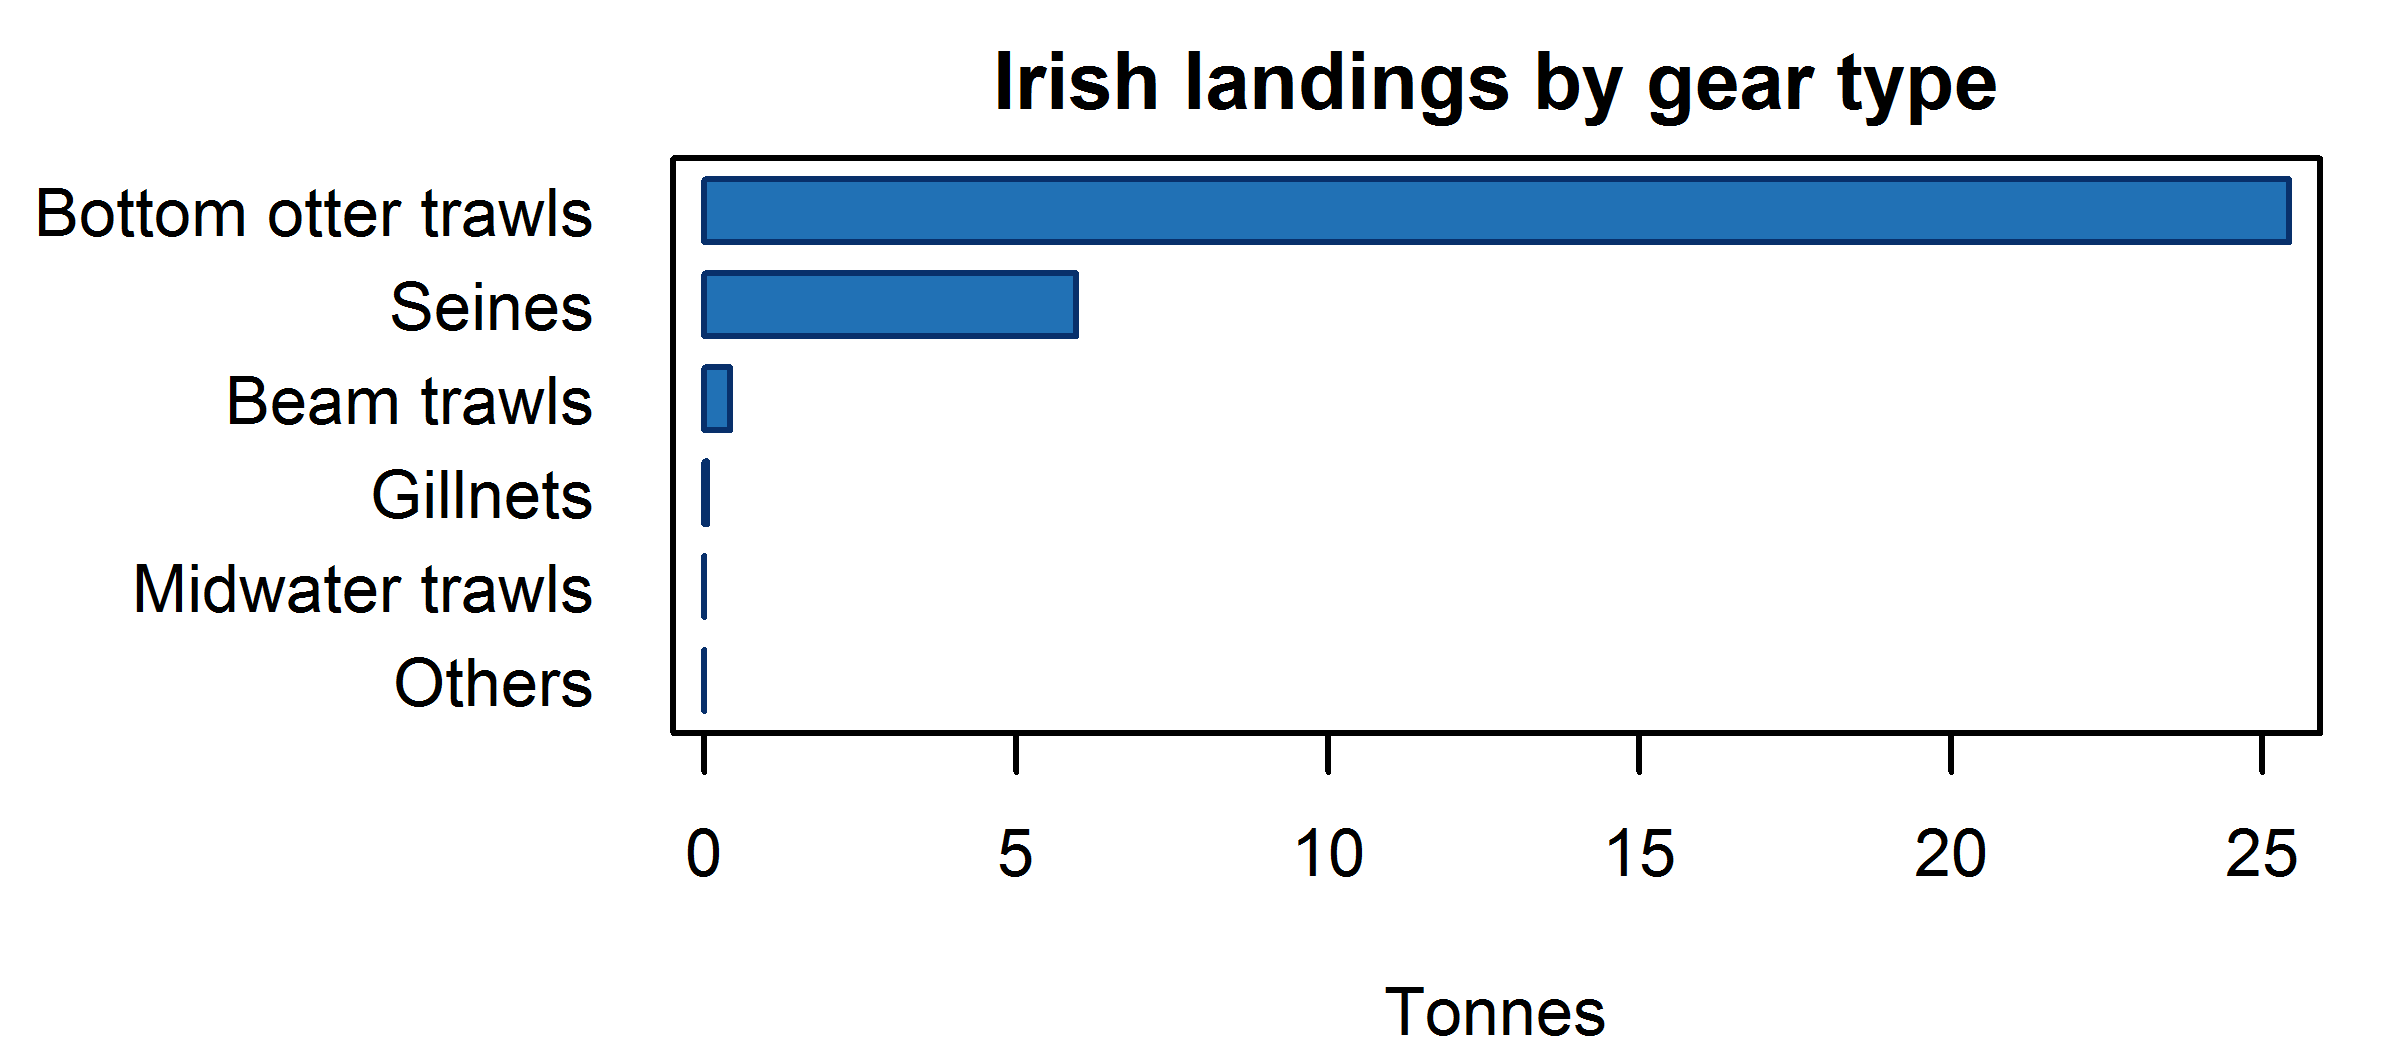 Irish landings by gear type
Bottom otter trawls
Seines
Beam trawls
Gillnets
Midwater trawls
Others
0 5 10 15 20 25
Tonnes